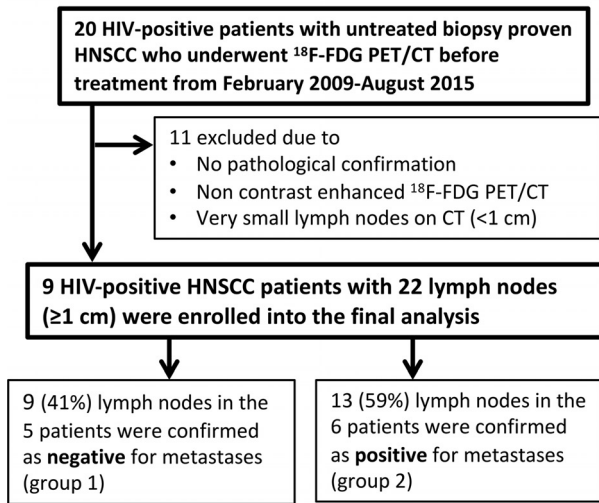 20 HIV-positive patients with untreated biopsy proven
HNSCC who underwent ¹⁸F-FDG PET/CT before
treatment from February 2009-August 2015
11 excluded due to
• No pathological confirmation
• Non contrast enhanced ¹⁸F-FDG PET/CT
• Very small lymph nodes on CT (<1 cm)
9 HIV-positive HNSCC patients with 22 lymph nodes
(≥1 cm) were enrolled into the final analysis
9 (41%) lymph nodes in the
5 patients were confirmed
as negative for metastases
(group 1)
13 (59%) lymph nodes in the
6 patients were confirmed
as positive for metastases
(group 2)